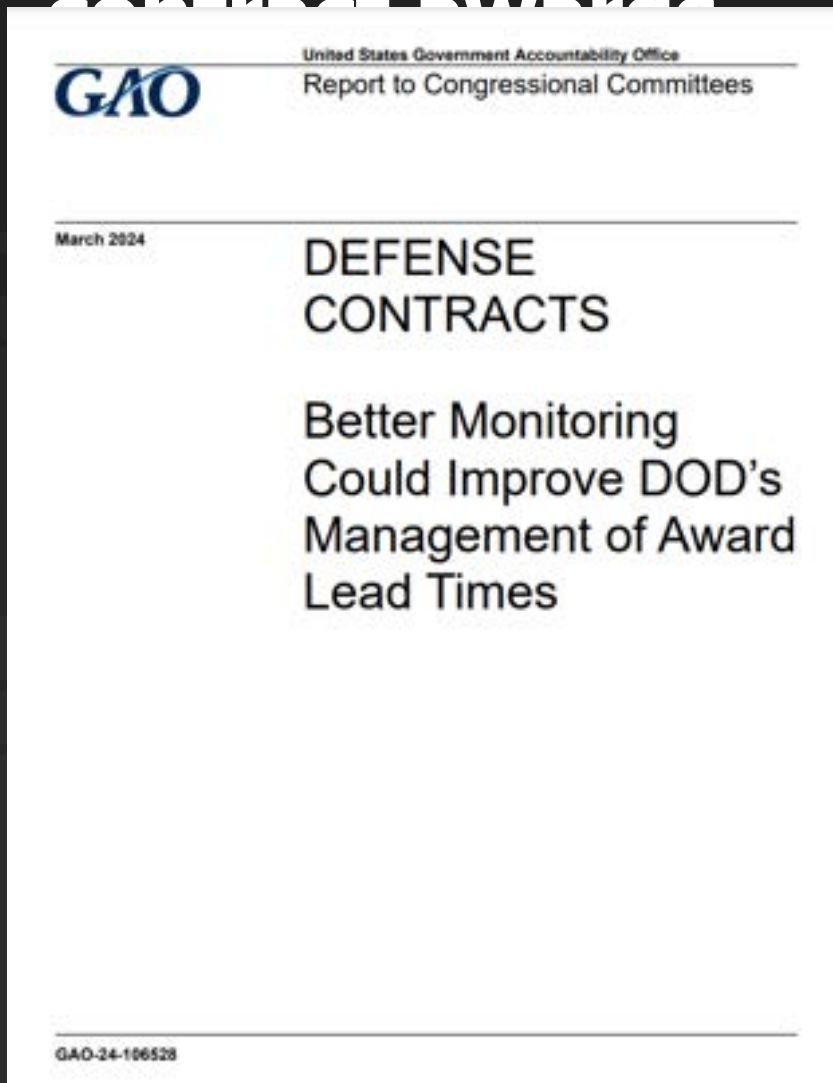 United States Government Accountability Office
GAO
Report to Congressional Committees
March 2024
DEFENSE
CONTRACTS
Better Monitoring
Could Improve DOD's
Management of Award
Lead Times
GAO-24-106528